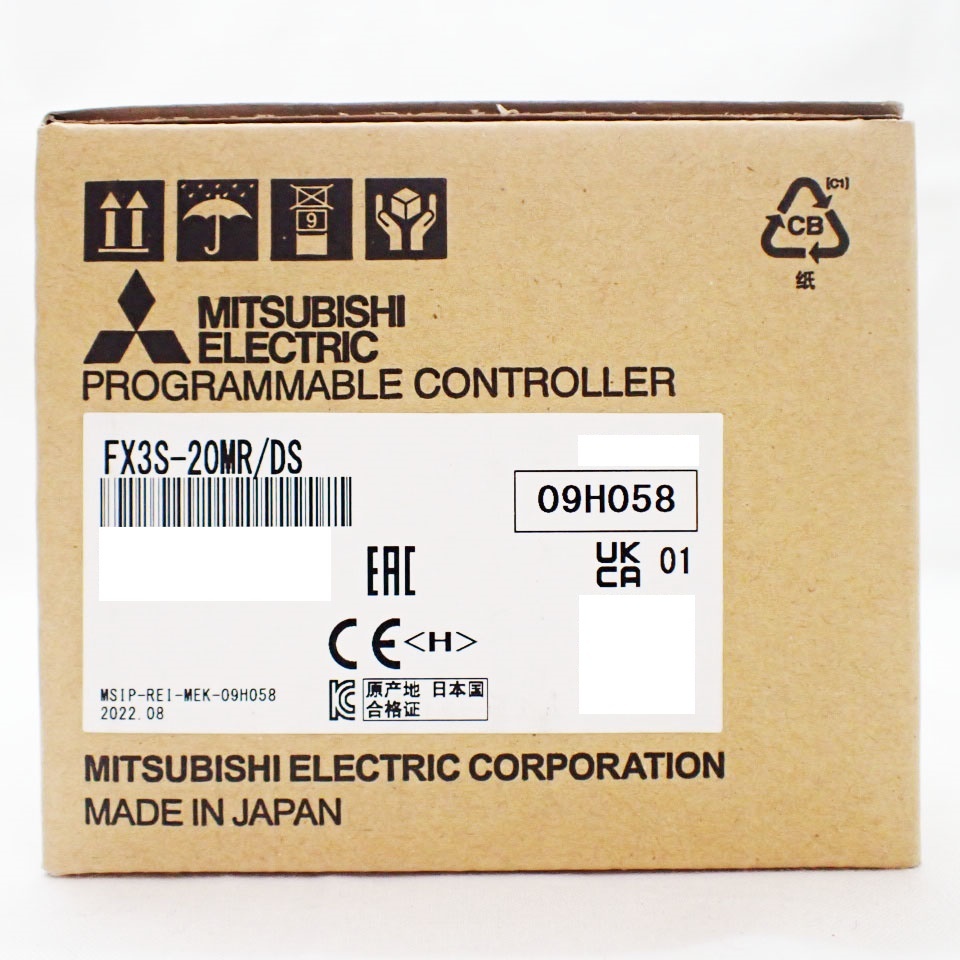 9
[C1]
CB
纸
MITSUBISHI
ELECTRIC
PROGRAMMABLE CONTROLLER
FX3S-20MR/DS
09H058
EAC
UK
CA 01
CE<H>
MSIP-REI-MEK-09H058
2022.08
KC
原产地 日本国
合格证
MITSUBISHI ELECTRIC CORPORATION
MADE IN JAPAN